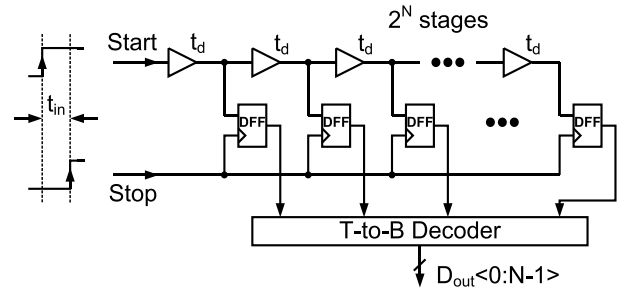 2^N stages
Start
t_d
t_d
t_d
t_d
t_in
DFF
DFF
DFF
DFF
Stop
T-to-B Decoder
D_out<0:N-1>